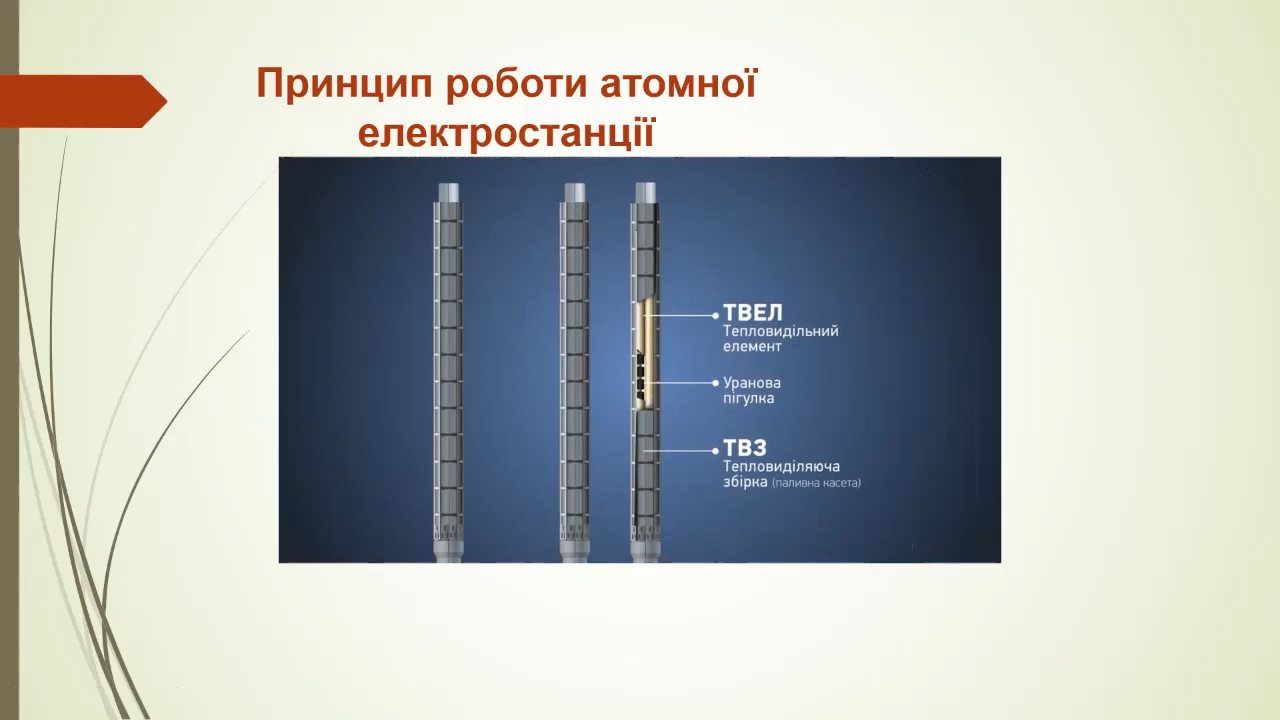 Принцип роботи атомної
електростанції
ТВЕЛ
Тепловидільний
елемент
Уранова
пігулка
ТВЗ
Тепловиділяюча
збірка (паливна касета)